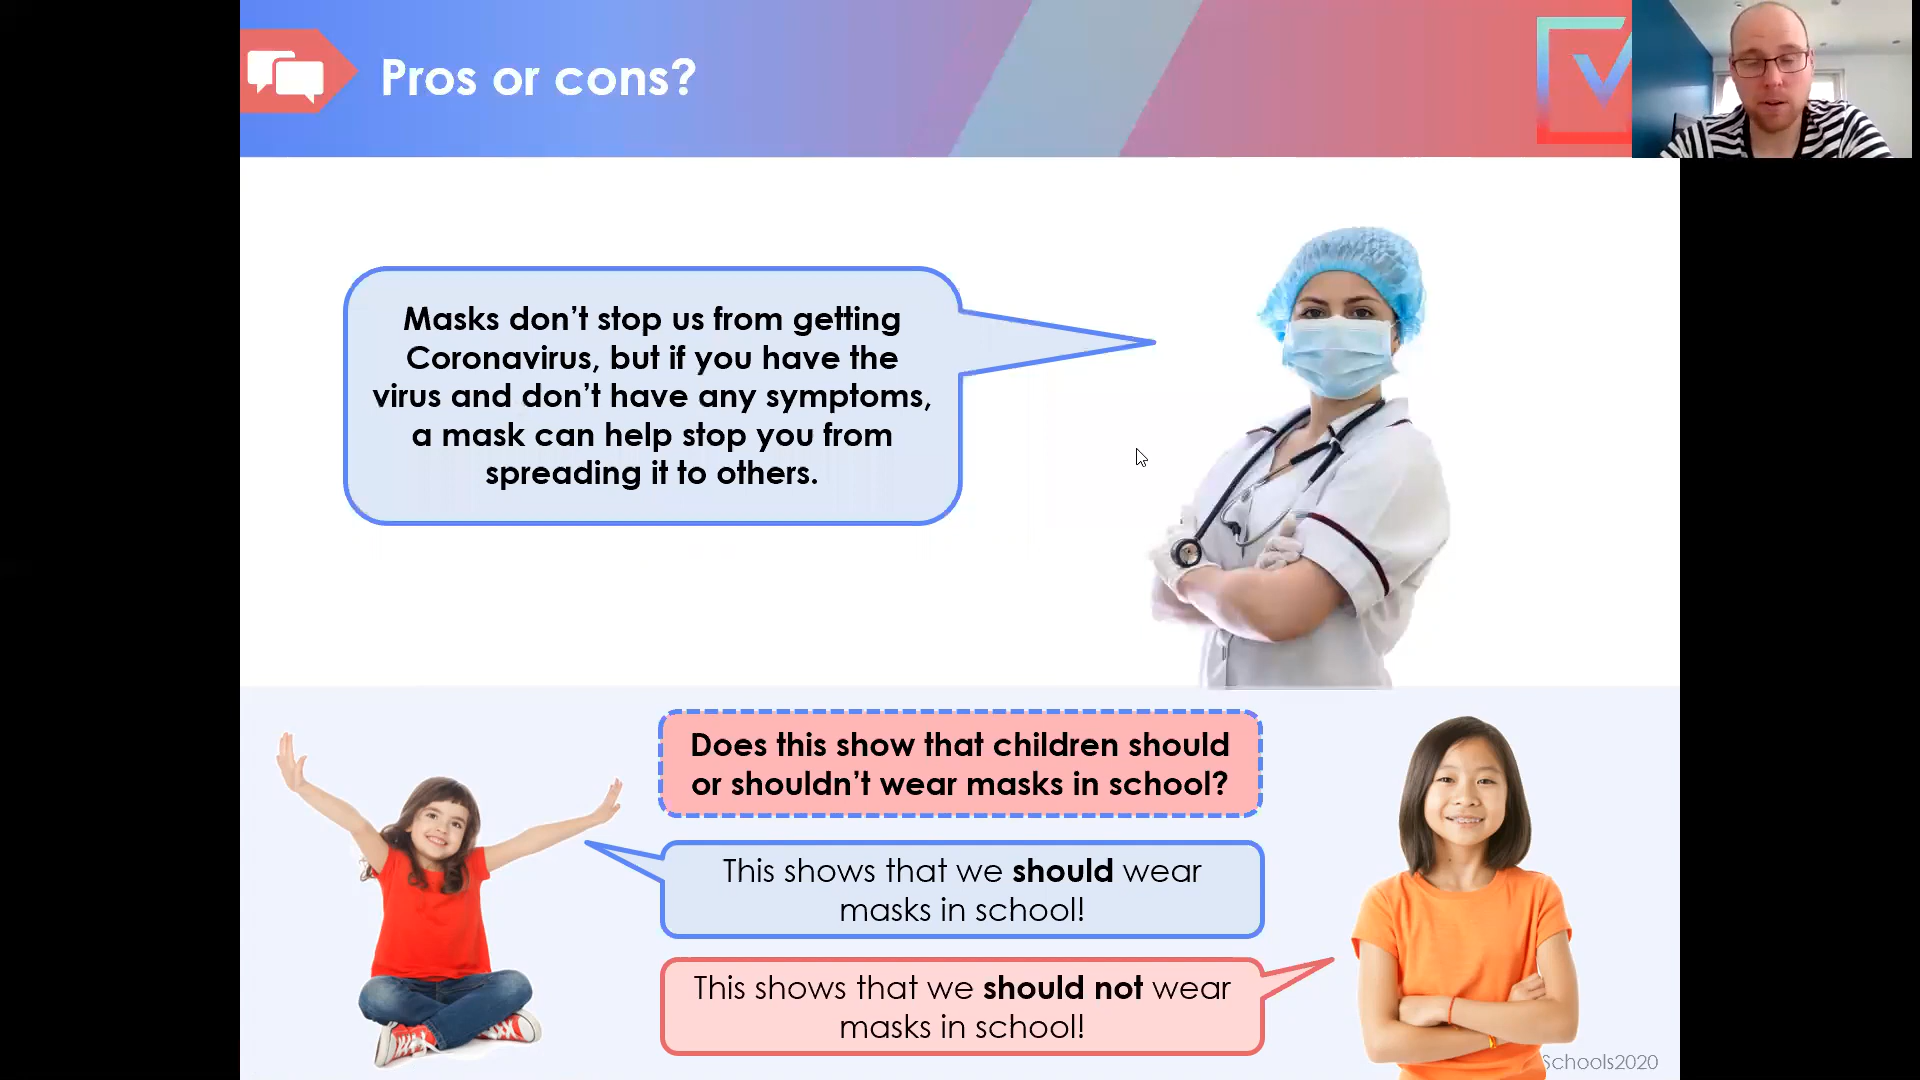 Pros or cons?
Masks don’t stop us from getting
Coronavirus, but if you have the
virus and don’t have any symptoms,
a mask can help stop you from
spreading it to others.
Does this show that children should
or shouldn’t wear masks in school?
This shows that we should wear
masks in school!
This shows that we should not wear
masks in school!
Schools2020